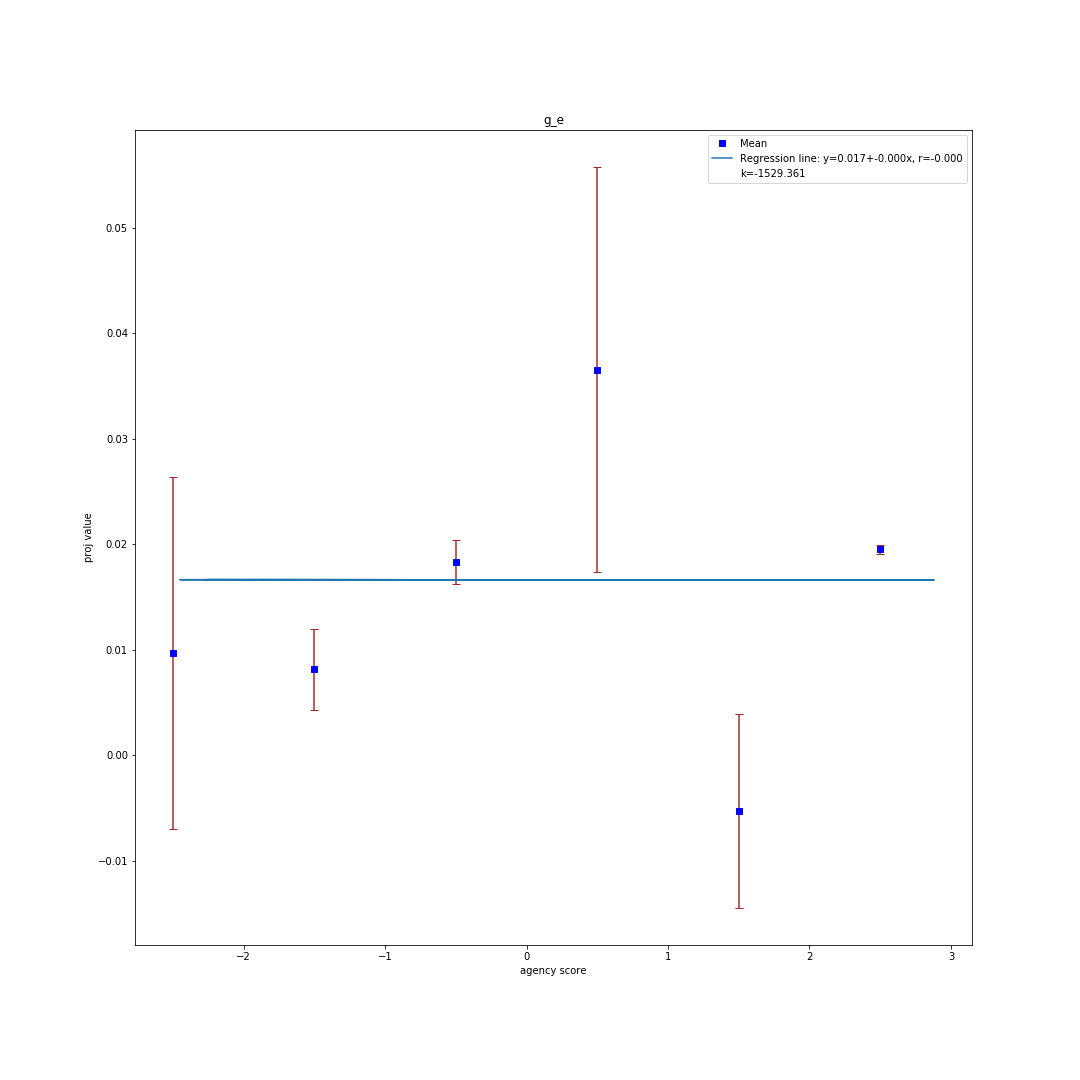 g_e
Mean
Regression line: y=0.017+-0.000x, r=-0.000
k=-1529.361
proj value
0.05
0.04
0.03
0.02
0.01
0.00
−0.01
−2
−1
0
1
2
3
agency score